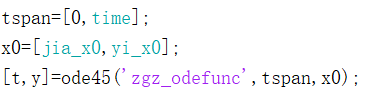 tspan=[0,time];
x0=[jia_x0,yi_x0];
[t,y]=ode45('zgz_odefunc',tspan,x0);